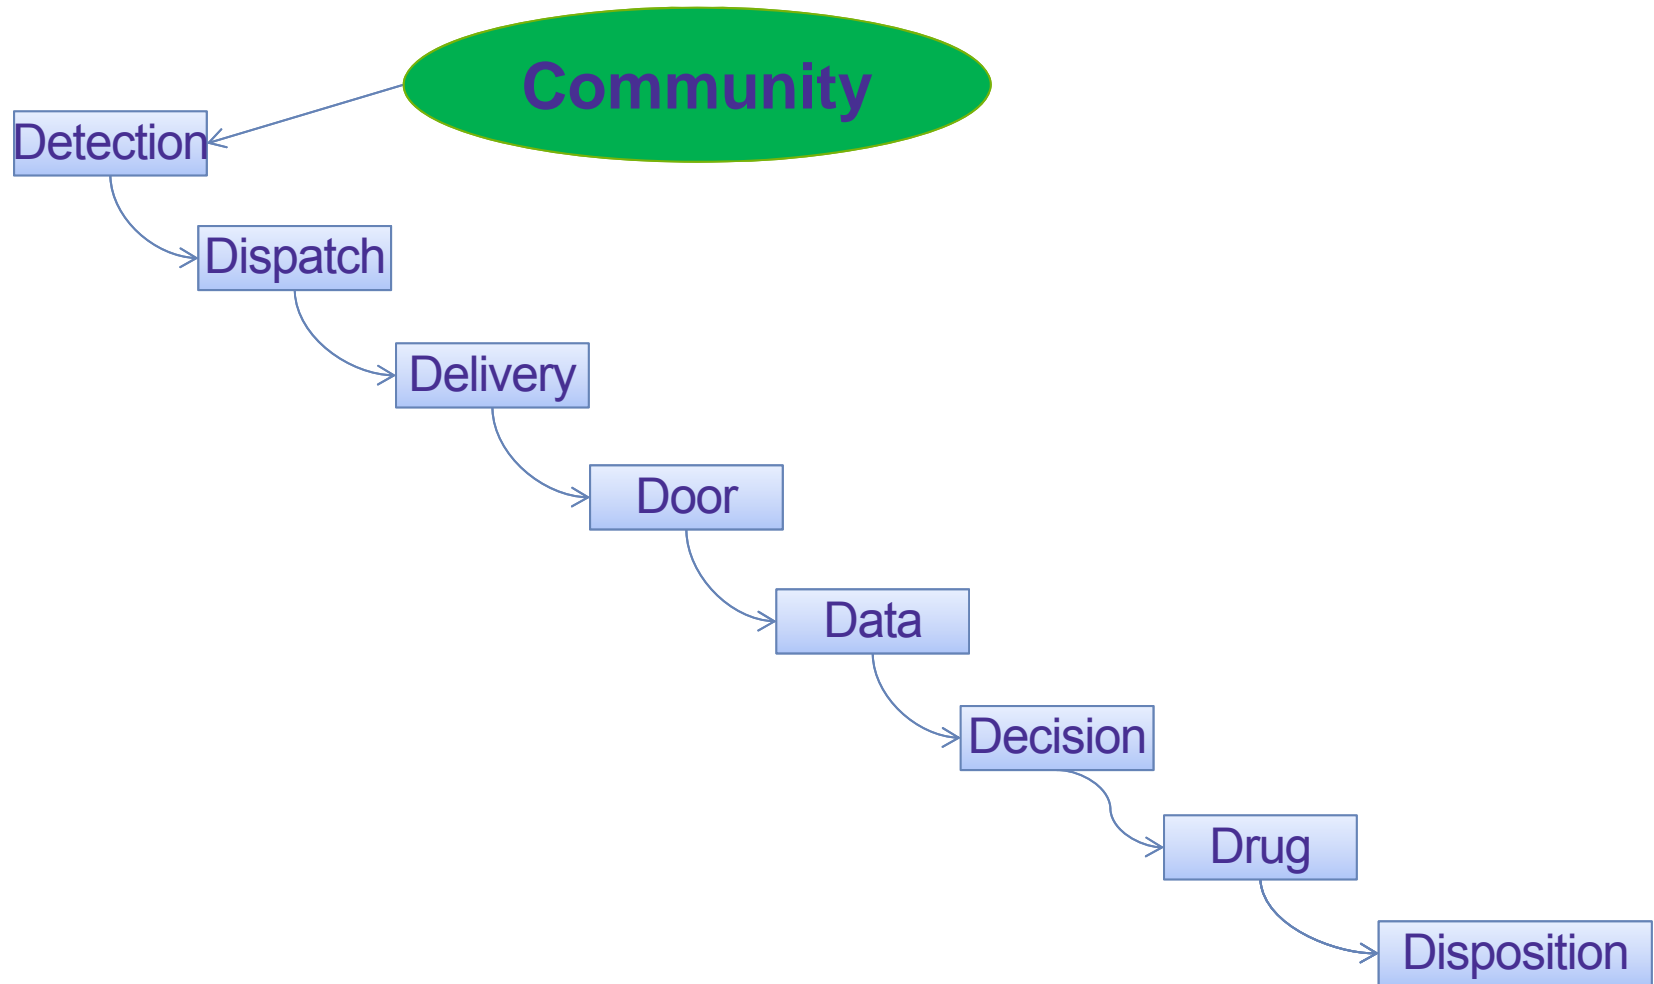 Community
Detection
Dispatch
Delivery
Door
Data
Decision
Drug
Disposition